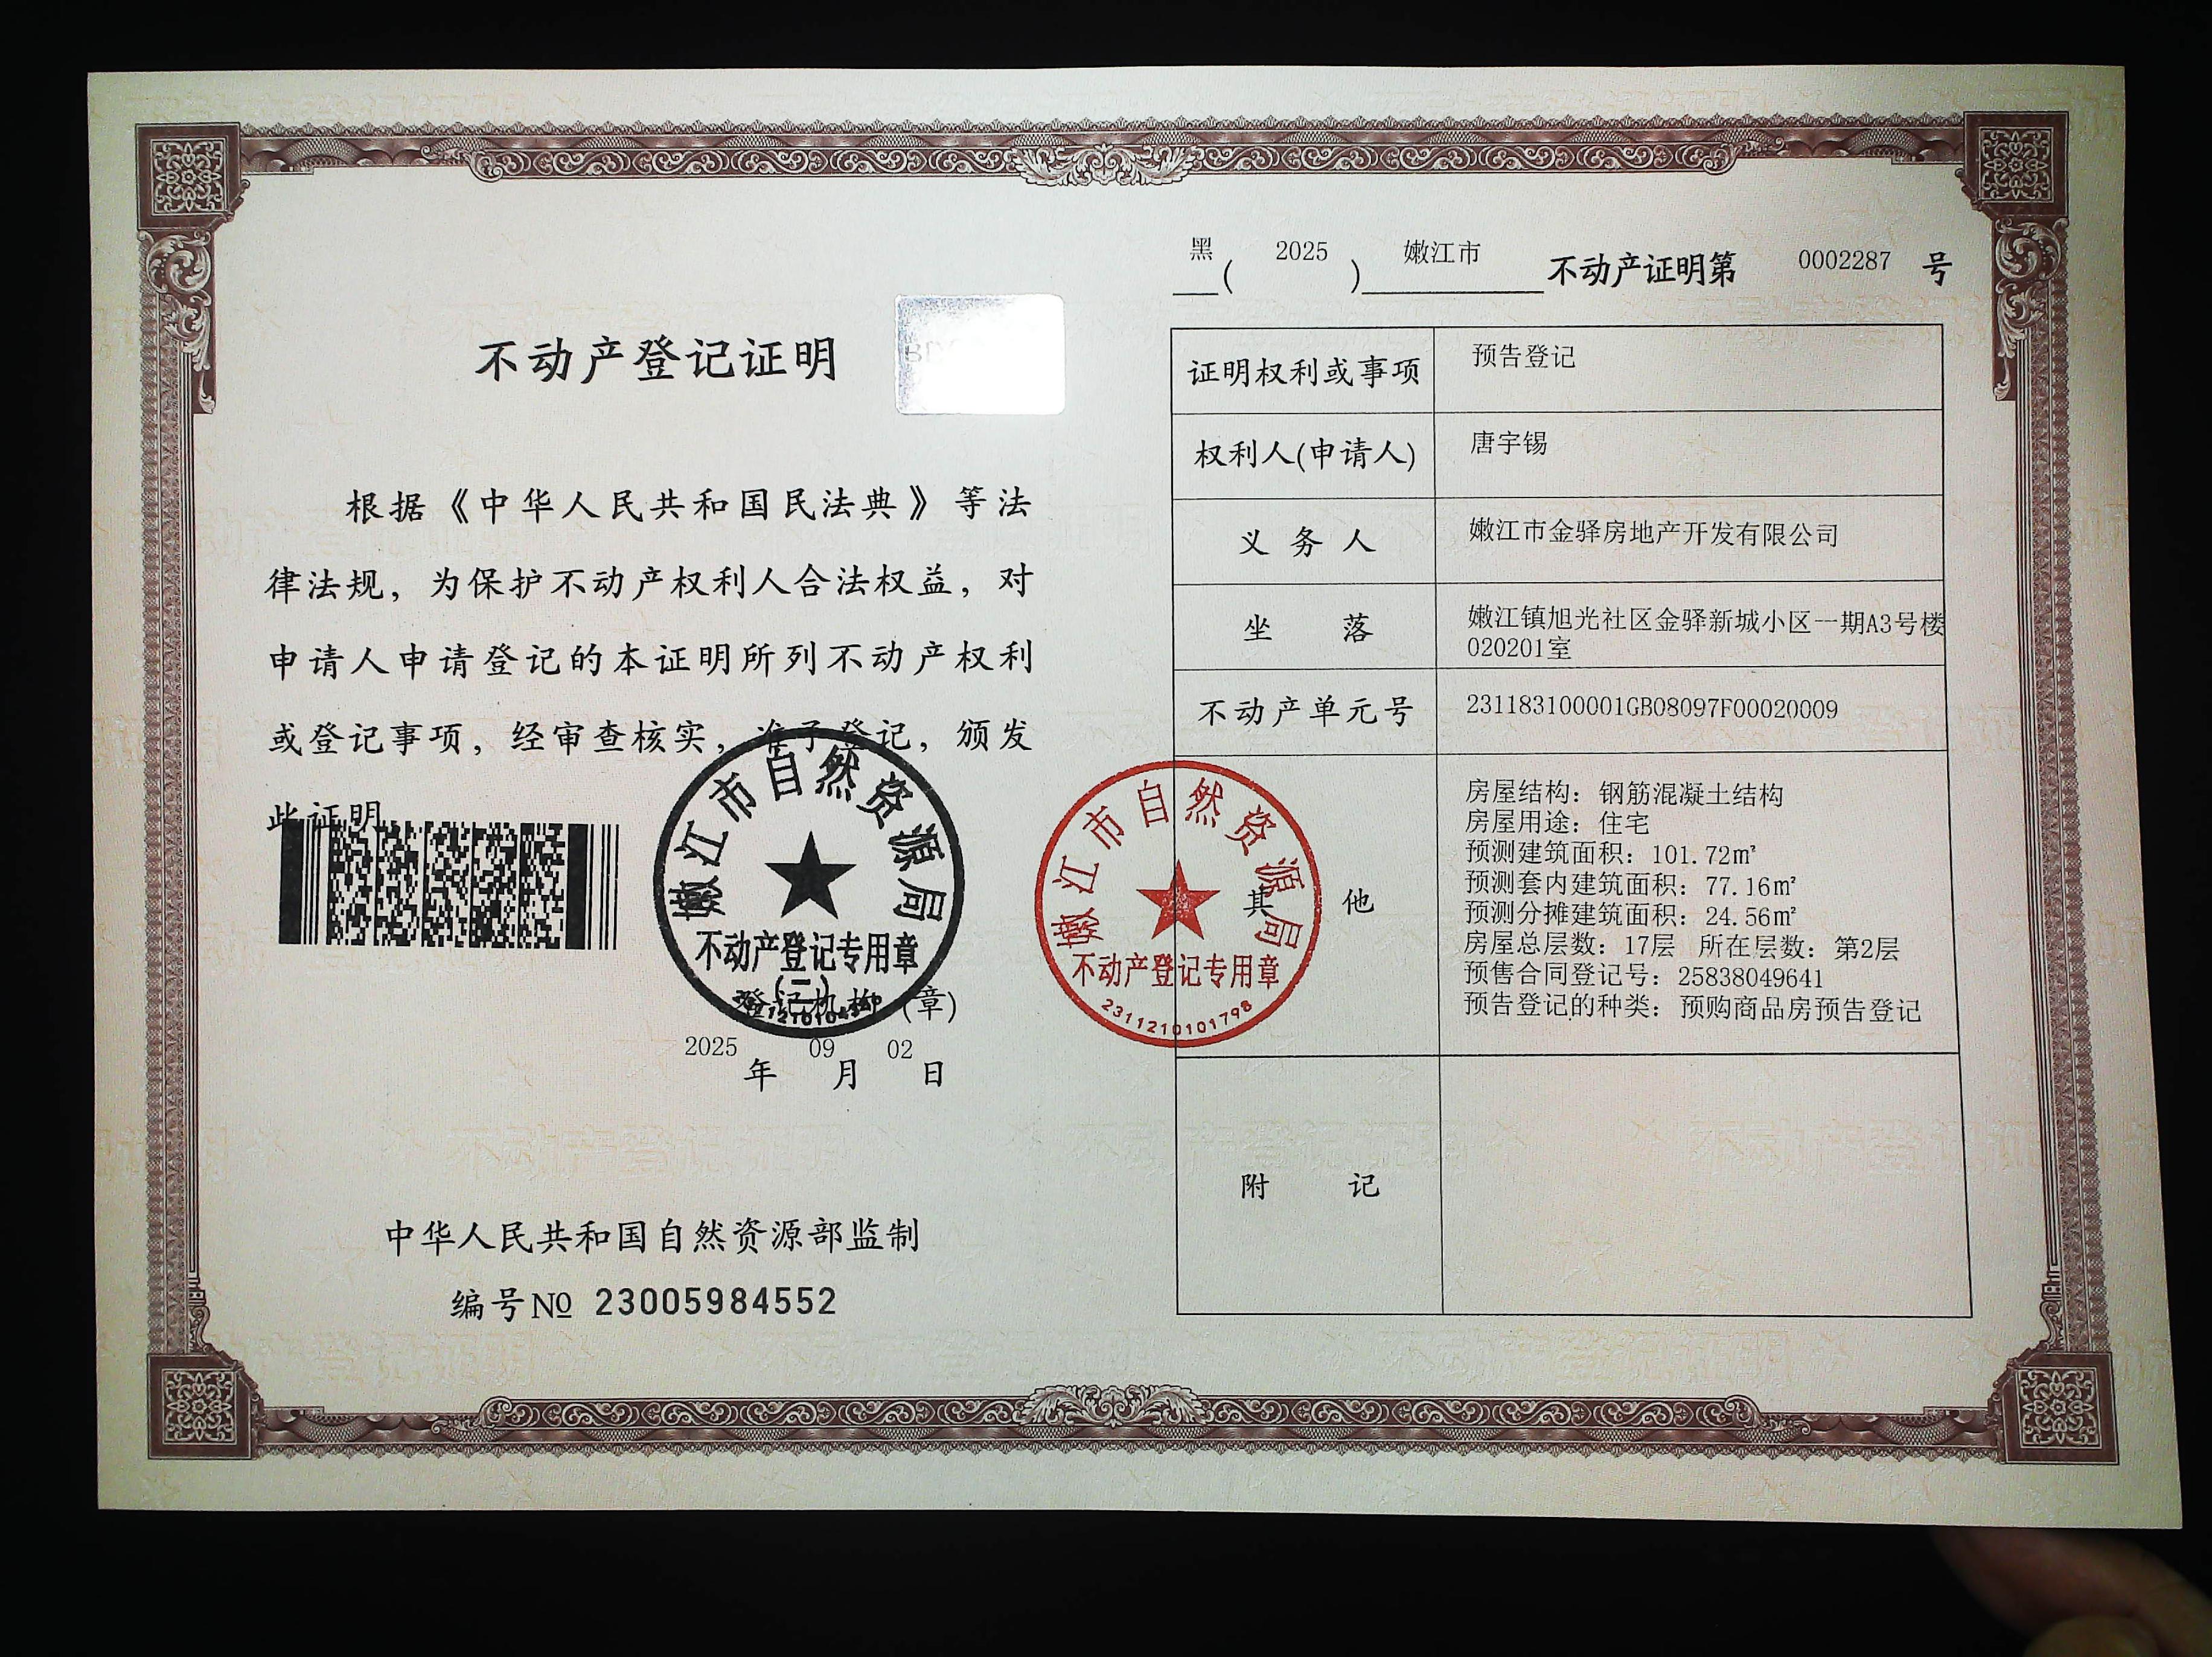 不动产登记证明
根据《中华人民共和国民法典》等法
律法规，为保护不动产权利人合法权益，对
申请人申请登记的本证明所列不动产权利
或登记事项，经审查核实，准予登记，颁发
此证明
嫩江市自然资源局
不动产登记专用章
（二）
登记机构（章）
2025年09月02日
中华人民共和国自然资源部监制
编号№ 23005984552
黑（2025）嫩江市不动产证明第0002287号
证明权利或事项 预告登记
权利人(申请人) 唐宇锡
义务人 嫩江市金驿房地产开发有限公司
坐落 嫩江镇旭光社区金驿新城小区一期A3号楼
020201室
不动产单元号 231183100001GB08097F00020009
其他
房屋结构：钢筋混凝土结构
房屋用途：住宅
预测建筑面积：101.72㎡
预测套内建筑面积：77.16㎡
预测分摊建筑面积：24.56㎡
房屋总层数：17层 所在层数：第2层
预售合同登记号：25838049641
预告登记的种类：预购商品房预告登记
嫩江市自然资源局
不动产登记专用章
2311210101798
附记